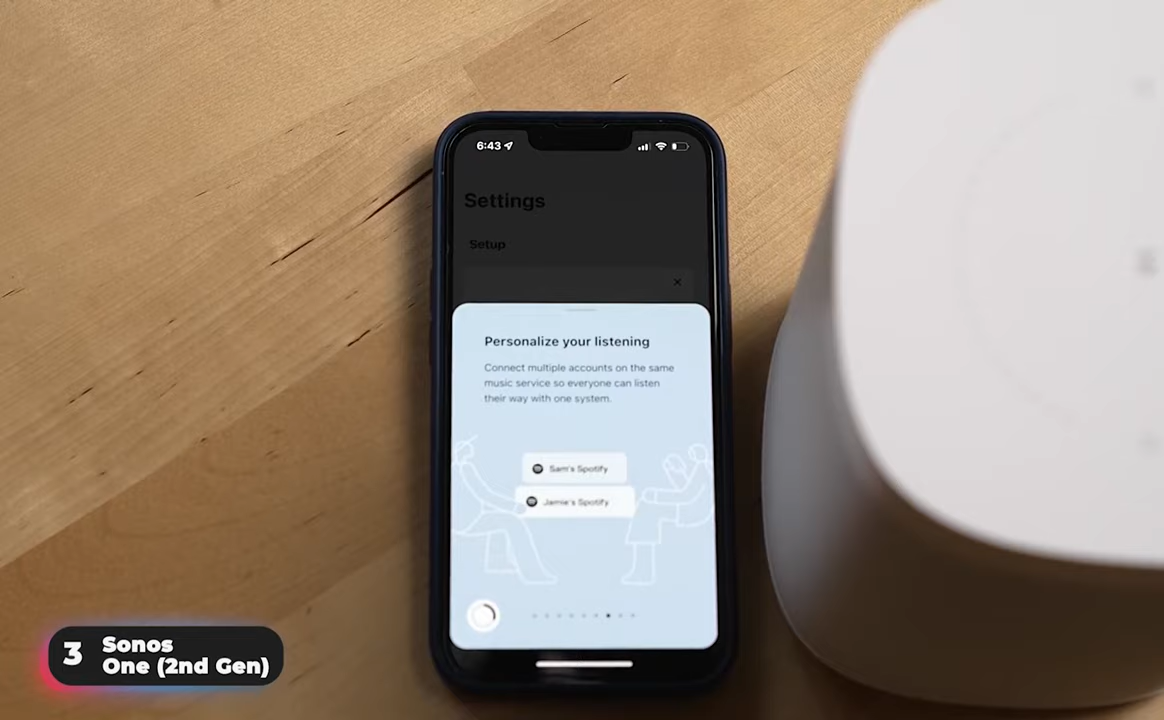 6:43
Settings
Setup
Personalize your listening
Connect multiple accounts on the same
music service so everyone can listen
their way with one system.
Sam's Spotify
Jamie's Spotify
3
Sonos
One (2nd Gen)